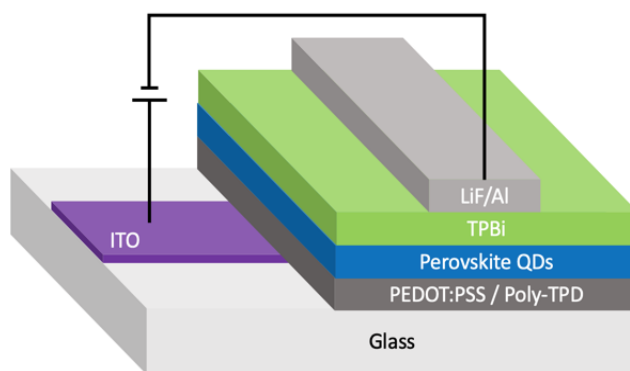 LiF/Al
TPBi
ITO
Perovskite QDs
PEDOT:PSS / Poly-TPD
Glass